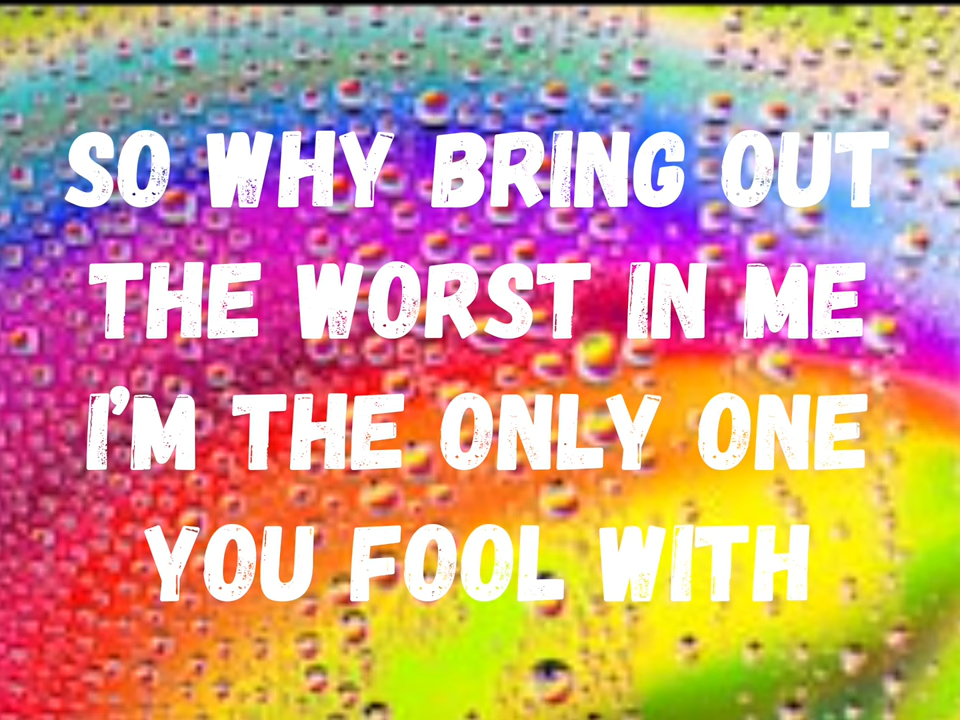 SO WHY BRING OUT
THE WORST IN ME
I'M THE ONLY ONE
YOU FOOL WITH